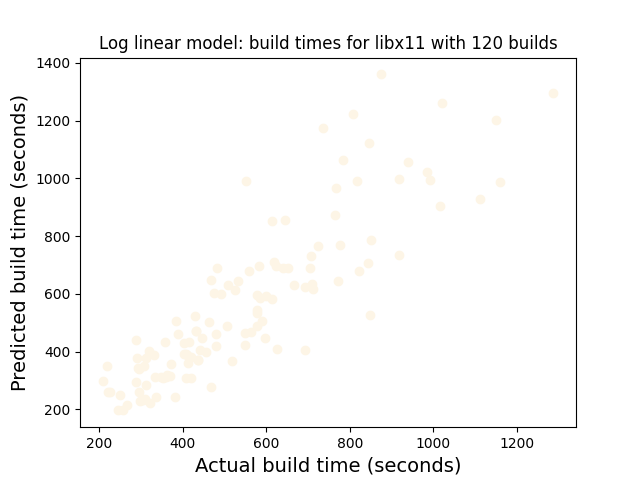 Log linear model: build times for libx11 with 120 builds
1400
1200
1000
800
600
400
200
Predicted build time (seconds)
200 400 600 800 1000 1200
Actual build time (seconds)